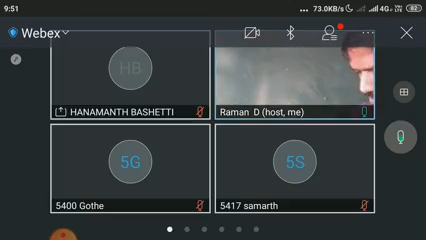 9:51
... 73.0KB/s 4G 82
Webex
HB
HANAMANTH BASHETTI
Raman D (host, me)
5G
5S
5400 Gothe
5417 samarth